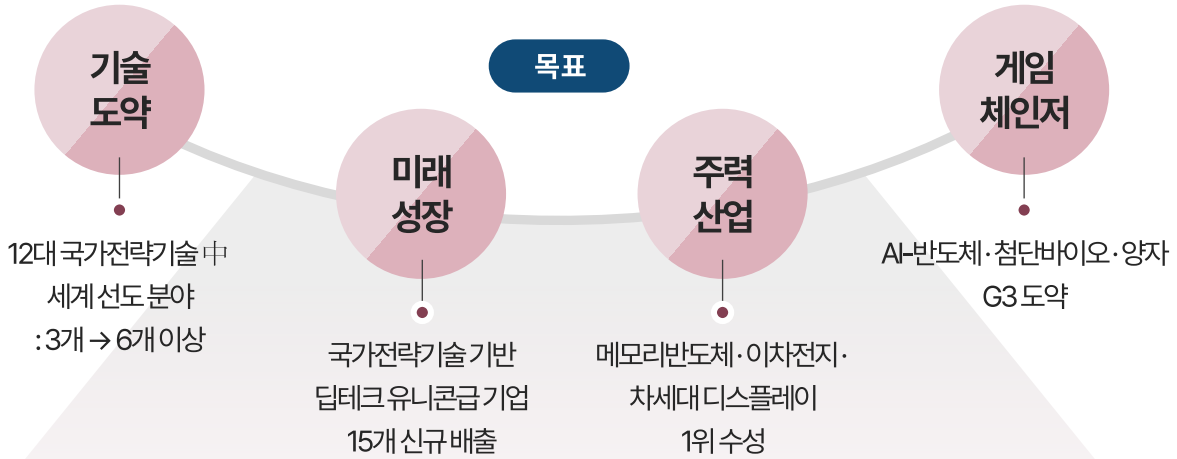 목표
기술
도약
12대 국가전략기술 中
세계 선도 분야
: 3개 → 6개 이상
미래
성장
국가전략기술 기반
딥테크 유니콘급 기업
15개 신규 배출
주력
산업
메모리반도체·이차전지·
차세대 디스플레이
1위 수성
게임
체인저
AI-반도체·첨단바이오·양자
G3 도약